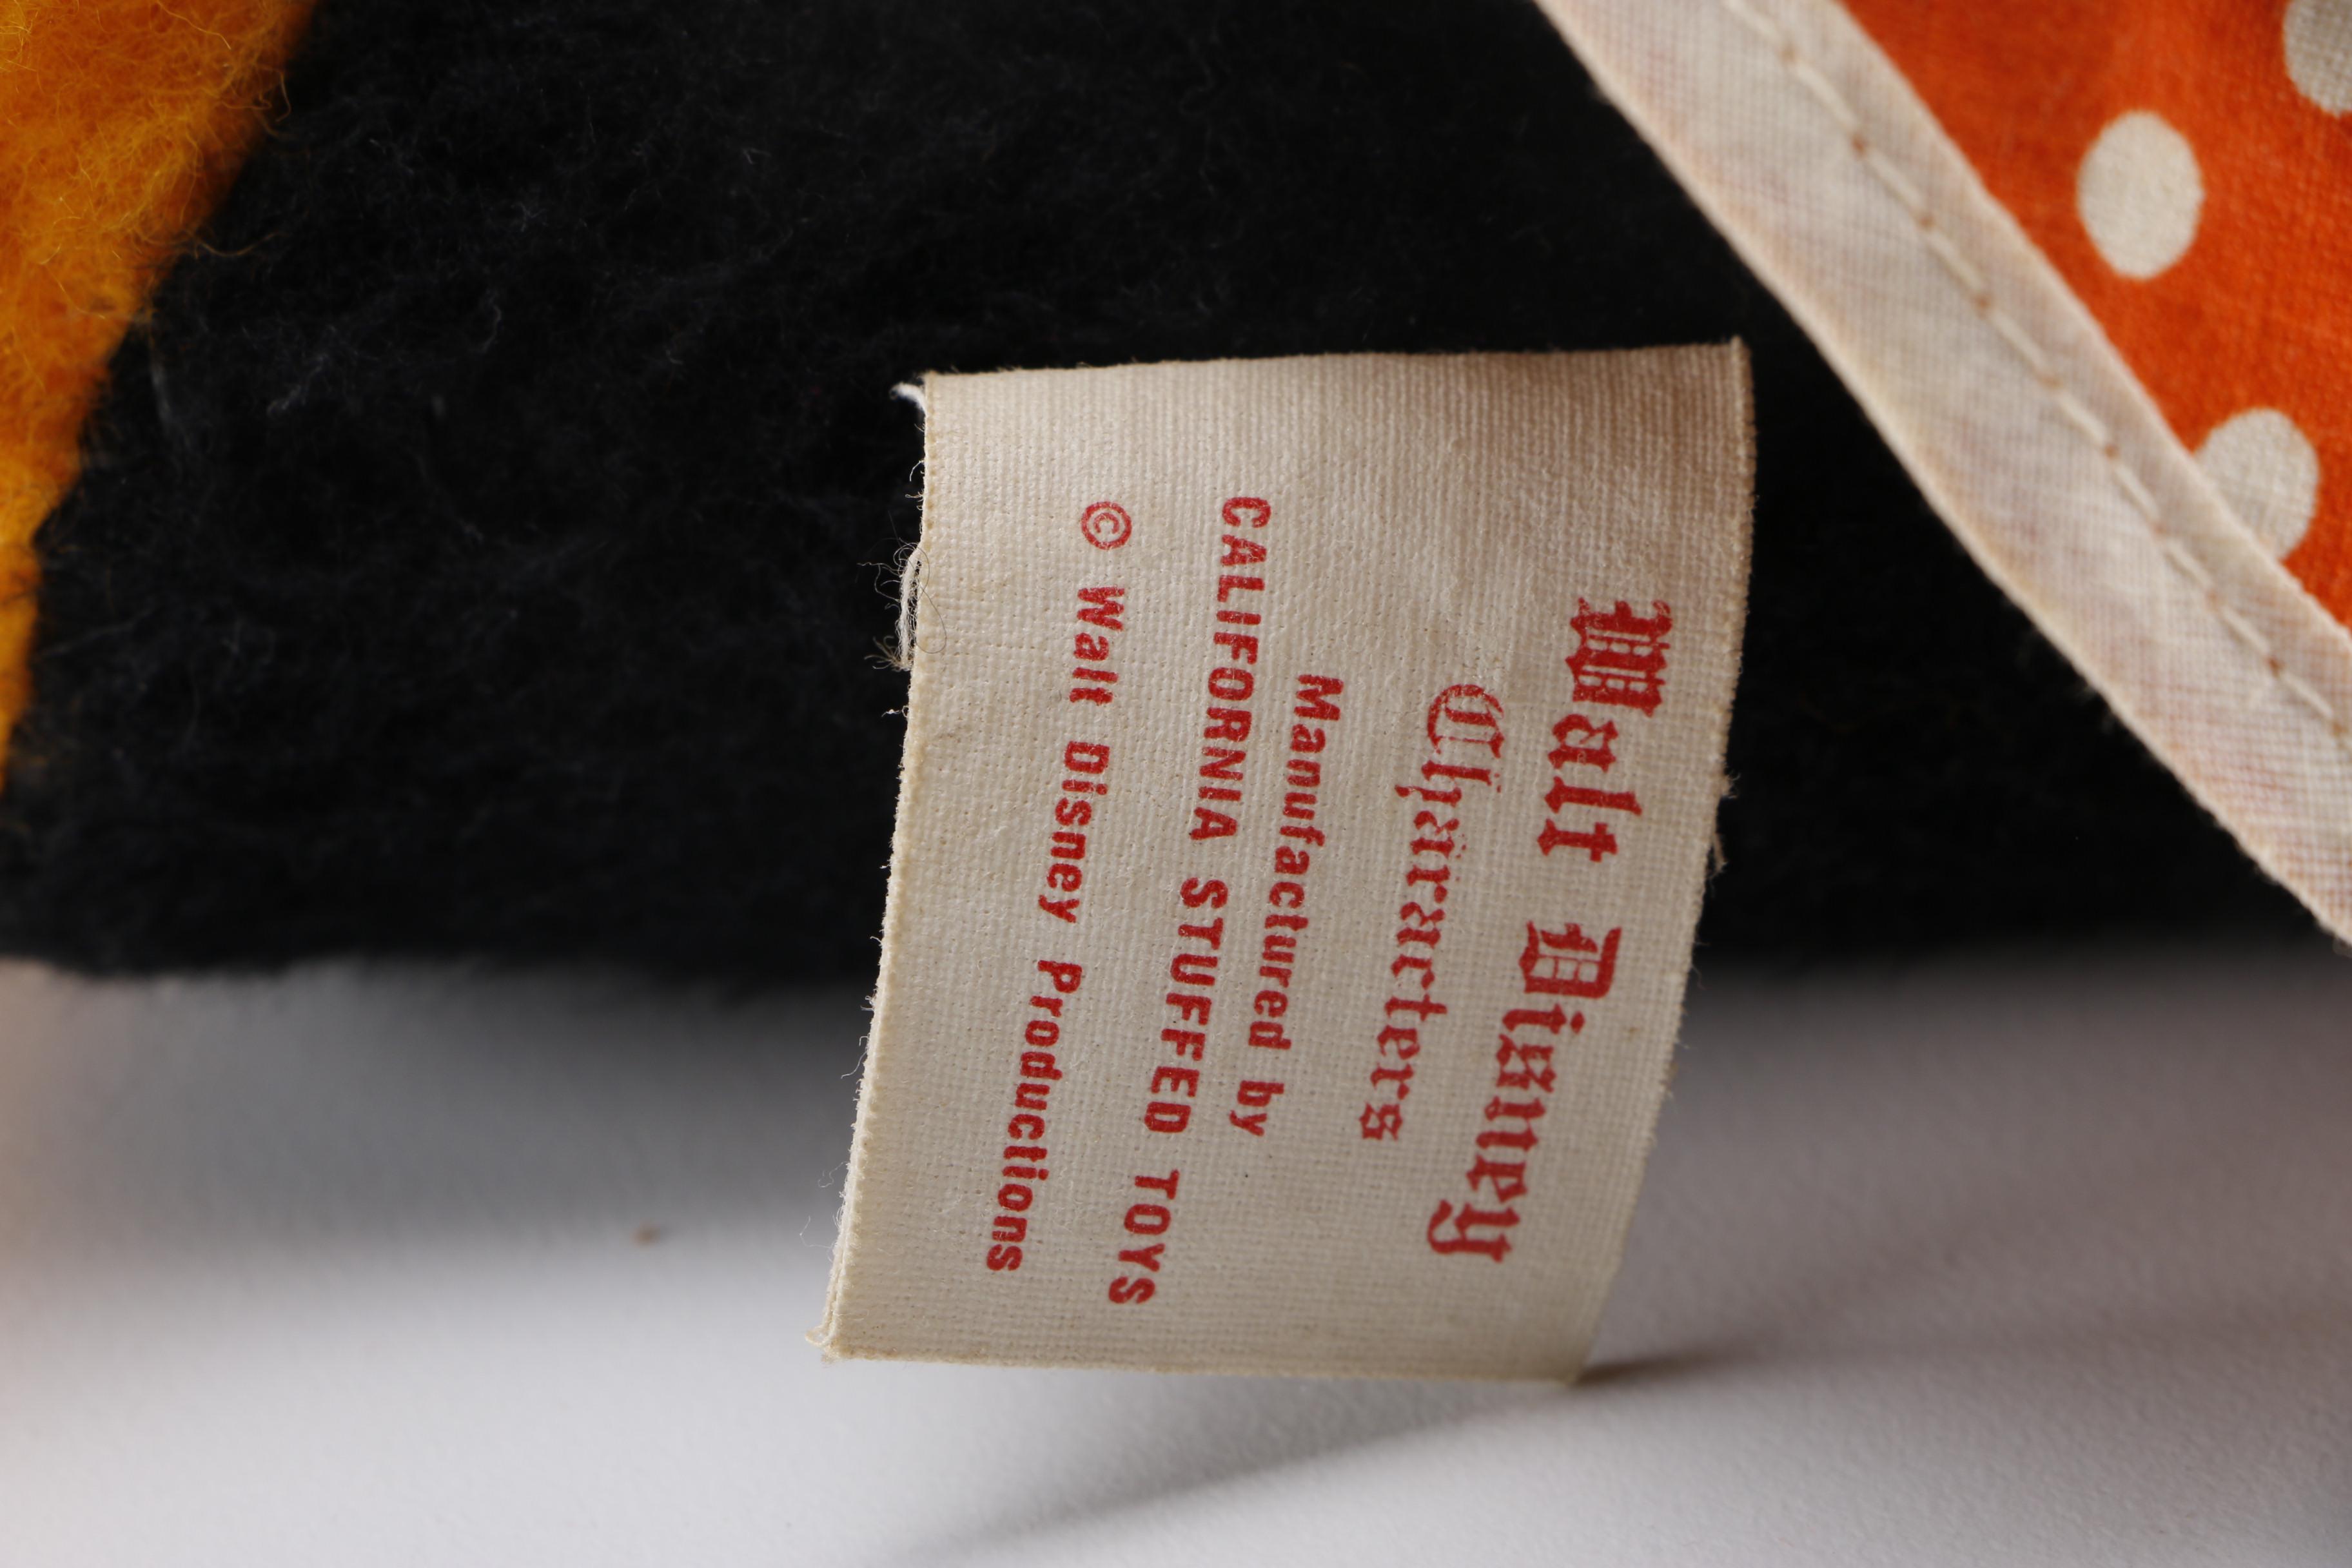 Walt Disney
Characters
Manufactured by
CALIFORNIA STUFFED TOYS
© Walt Disney Productions